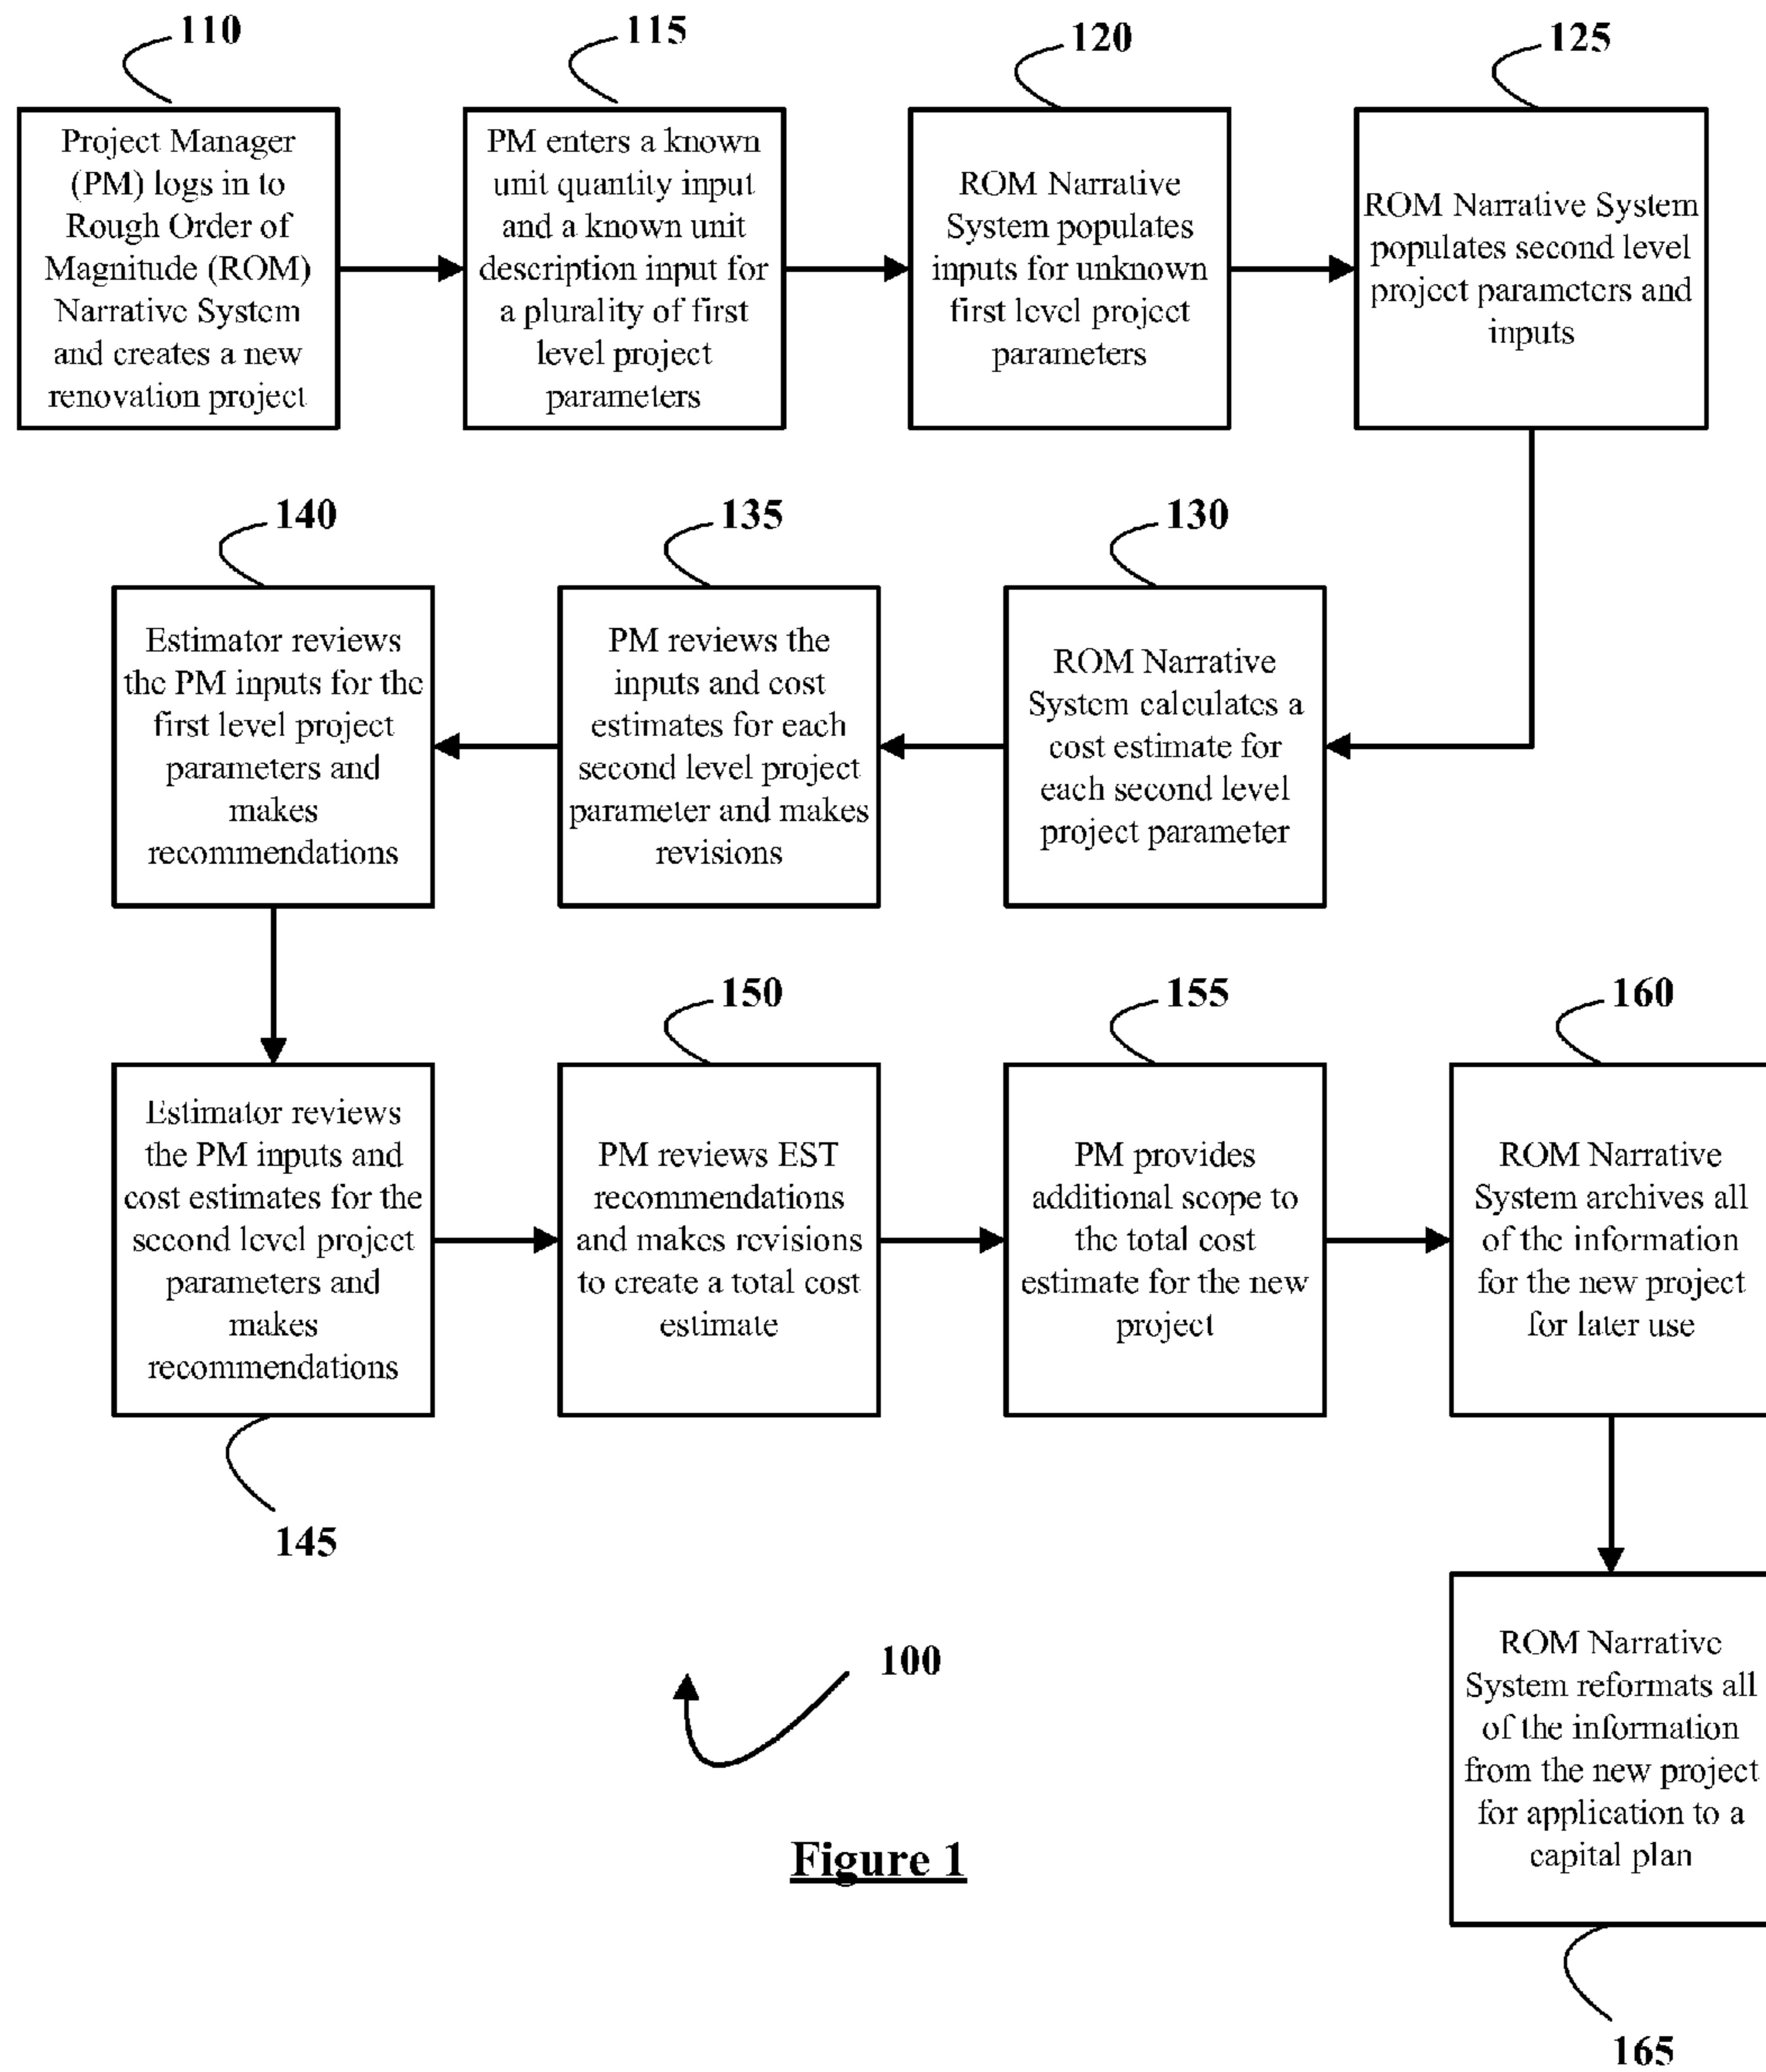 110
Project Manager
(PM) logs in to
Rough Order of
Magnitude (ROM)
Narrative System
and creates a new
renovation project
115
PM enters a known
unit quantity input
and a known unit
description input for
a plurality of first
level project
parameters
120
ROM Narrative
System populates
inputs for unknown
first level project
parameters
125
ROM Narrative System
populates second level
project parameters and
inputs
130
ROM Narrative
System calculates a
cost estimate for
each second level
project parameter
135
PM reviews the
inputs and cost
estimates for each
second level project
parameter and makes
revisions
140
Estimator reviews
the PM inputs for the
first level project
parameters and
makes
recommendations
Estimator reviews
the PM inputs and
cost estimates for the
second level project
parameters and
makes
recommendations
145
150
PM reviews EST
recommendations
and makes revisions
to create a total cost
estimate
155
PM provides
additional scope to
the total cost
estimate for the new
project
160
ROM Narrative
System archives all
of the information
for the new project
for later use
ROM Narrative
System reformats all
of the information
from the new project
for application to a
capital plan
165
100
Figure 1